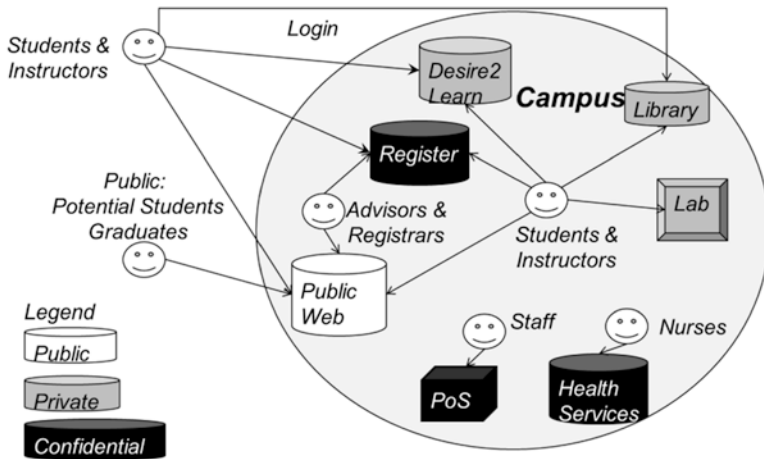 Login
Students &
Instructors
Desire2
Learn
Campus
Library
Register
Public:
Potential Students
Graduates
Advisors &
Registrars
Students &
Instructors
Lab
Public
Web
Legend
Public
Private
Confidential
Staff
PoS
Nurses
Health
Services